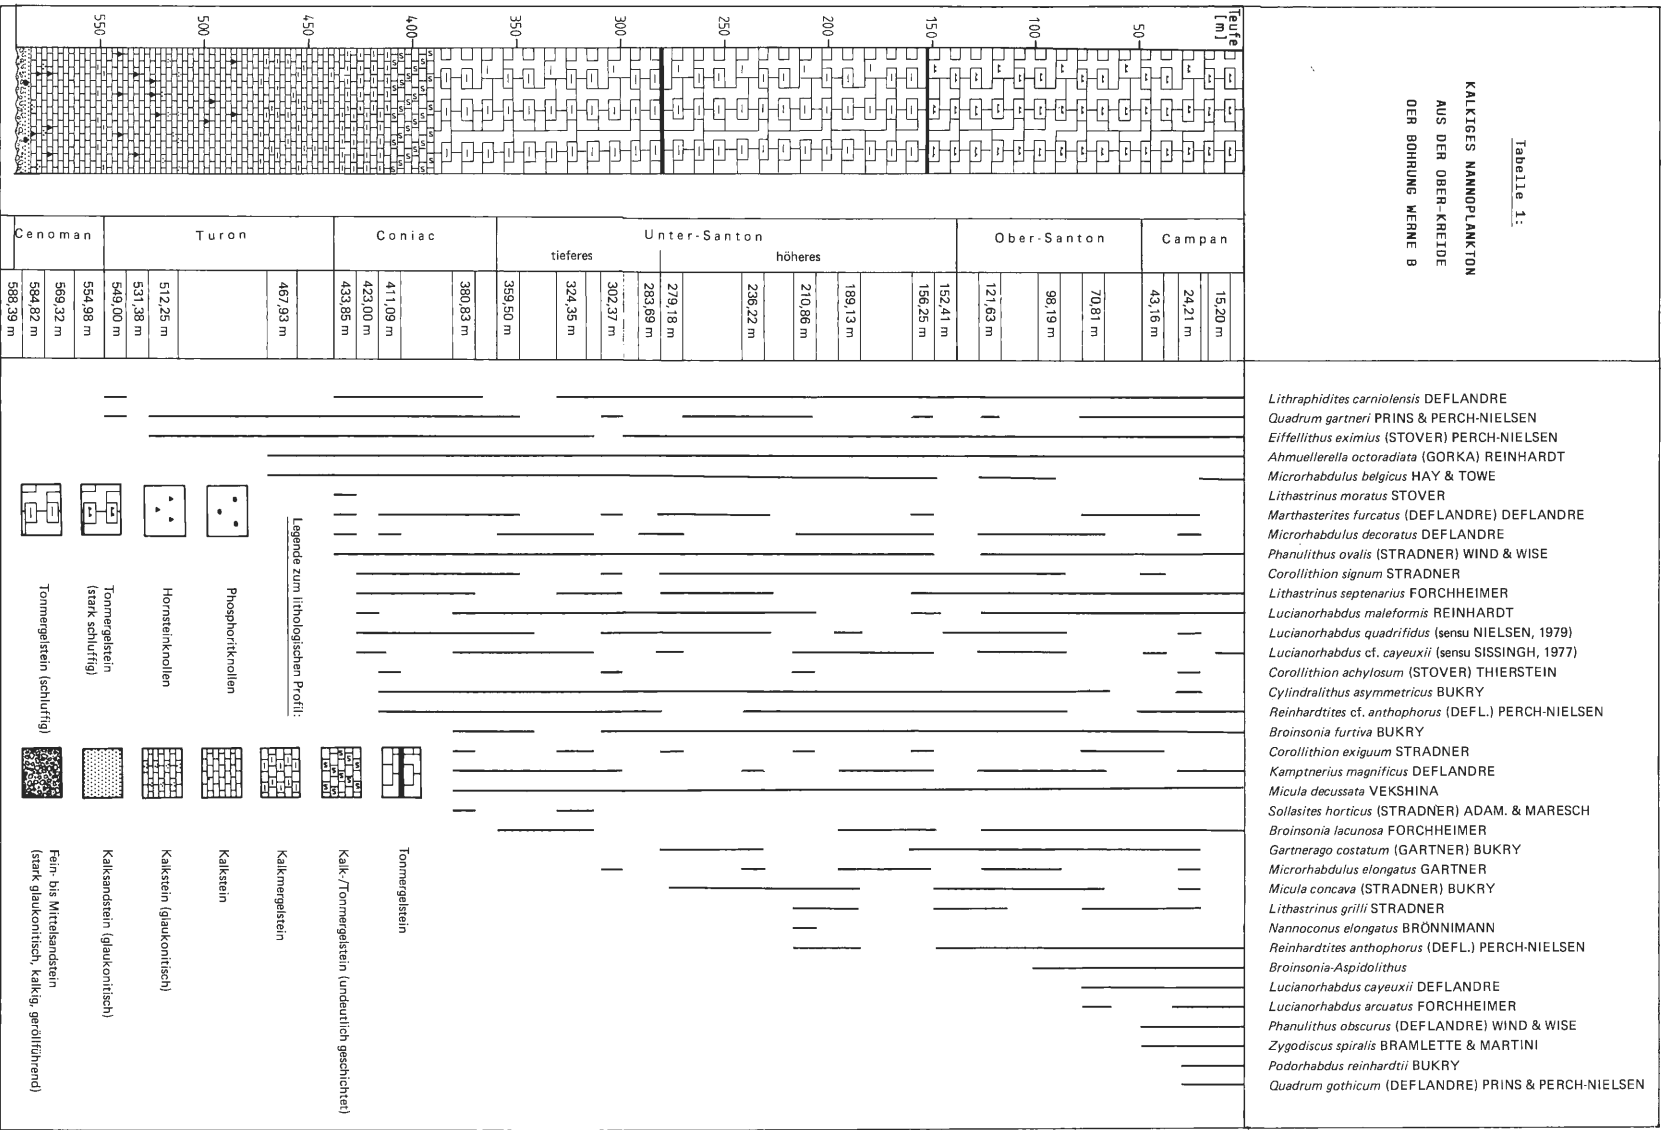 Tabelle 1:
KALKIGES NANNOPLANKTON
AUS DER OBER-KREIDE
DER BOHRUNG WERNE 8
Teufe
[m]
50
100
150
200
250
300
350
400
450
500
550
Campan
Ober-Santon
Unter-Santon
höheres
tieferes
Coniac
Turon
Cenoman
15,20 m
24,21 m
43,16 m
70,81 m
98,19 m
121,63 m
152,41 m
156,25 m
189,13 m
210,86 m
236,22 m
279,18 m
283,69 m
302,37 m
324,35 m
359,50 m
380,83 m
411,09 m
423,00 m
433,85 m
467,93 m
512,25 m
531,38 m
549,00 m
554,98 m
569,32 m
584,82 m
588,39 m
Lithraphidites carniolensis DEFLANDRE
Quadrum gartneri PRINS & PERCH-NIELSEN
Eiffellithus eximius (STOVER) PERCH-NIELSEN
Ahmuellerella octoradiata (GORKA) REINHARDT
Microrhabdulus belgicus HAY & TOWE
Lithastrinus moratus STOVER
Marthasterites furcatus (DEFLANDRE) DEFLANDRE
Microrhabdulus decoratus DEFLANDRE
Phanulithus ovalis (STRADNER) WIND & WISE
Corollithion signum STRADNER
Lithastrinus septenarius FORCHHEIMER
Lucianorhabdus maleformis REINHARDT
Lucianorhabdus quadrifidus (sensu NIELSEN, 1979)
Lucianorhabdus cf. cayeuxii (sensu SISSINGH, 1977)
Corollithion achylosum (STOVER) THIERSTEIN
Cylindralithus asymmetricus BUKRY
Reinhardtites cf. anthophorus (DEFL.) PERCH-NIELSEN
Broinsonia furtiva BUKRY
Corollithion exiguum STRADNER
Kamptnerius magnificus DEFLANDRE
Micula decussata VEKSHINA
Sollasites horticus (STRADNER) ADAM. & MARESCH
Broinsonia lacunosa FORCHHEIMER
Gartnerago costatum (GARTNER) BUKRY
Microrhabdulus elongatus GARTNER
Micula concava (STRADNER) BUKRY
Lithastrinus grilli STRADNER
Nannoconus elongatus BRÖNNIMANN
Reinhardtites anthophorus (DEFL.) PERCH-NIELSEN
Broinsonia-Aspidolithus
Lucianorhabdus cayeuxii DEFLANDRE
Lucianorhabdus arcuatus FORCHHEIMER
Phanulithus obscurus (DEFLANDRE) WIND & WISE
Zygodiscus spiralis BRAMLETTE & MARTINI
Podorhabdus reinhardtii BUKRY
Quadrum gothicum (DEFLANDRE) PRINS & PERCH-NIELSEN
Legende zum lithologischen Profil:
Phosphoritknollen
Hornsteinknollen
Tonmergelstein
(stark schluffig)
Tonmergelstein (schluffig)
Tonmergelstein
Kalk-/Tonmergelstein (undeutlich geschichtet)
Kalkmergelstein
Kalkstein
Kalkstein (glaukonitisch)
Kalksandstein (glaukonitisch)
Fein- bis Mittelsandstein
(stark glaukonitisch, kalkig, geröllführend)